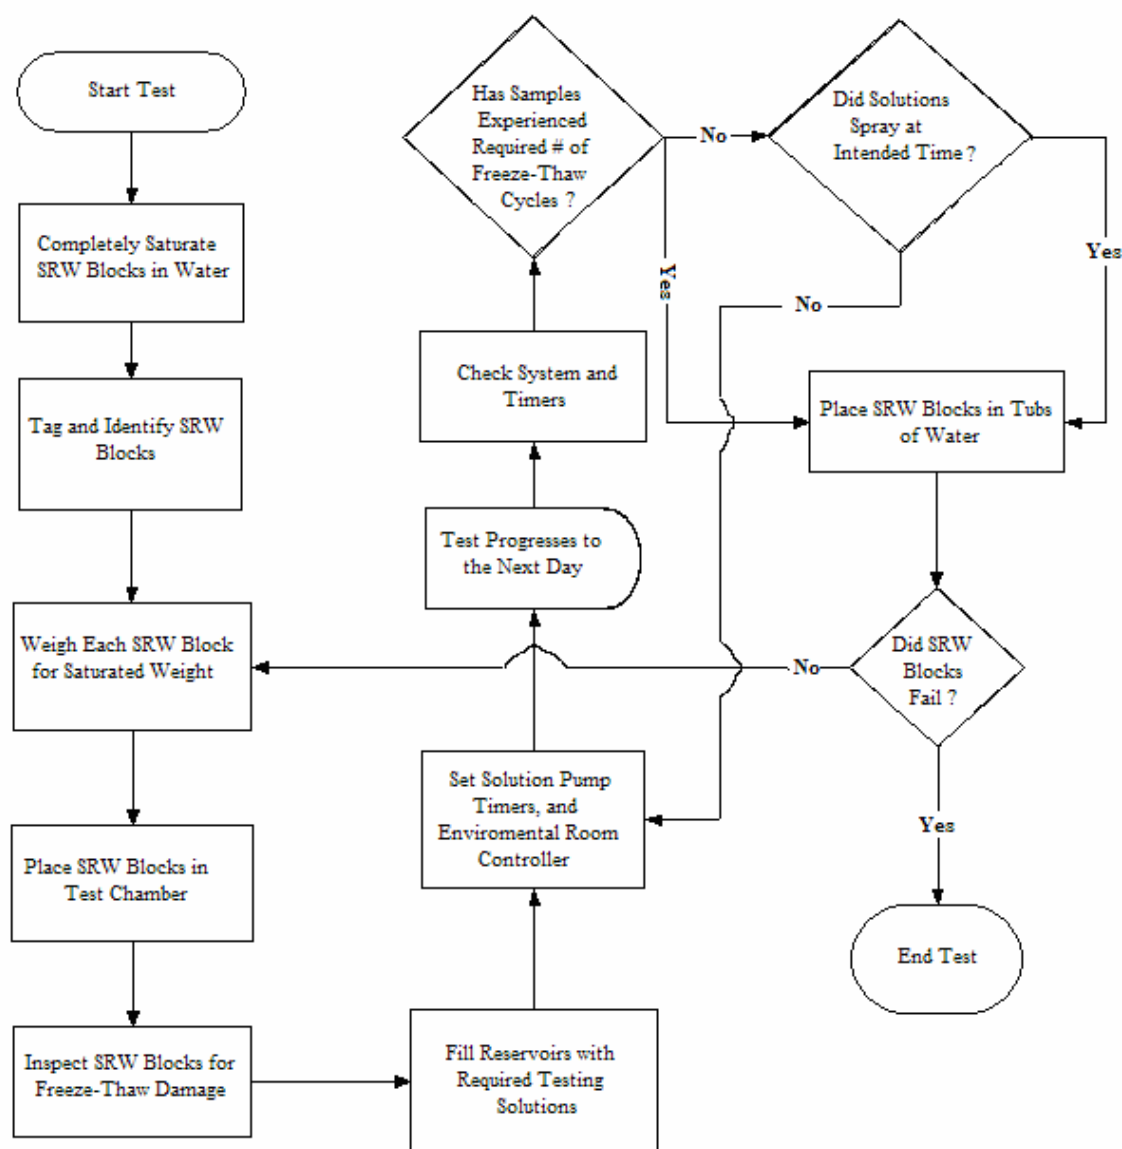 Start Test
Completely Saturate
SRW Blocks in Water
Tag and Identify SRW
Blocks
Weigh Each SRW Block
for Saturated Weight
Place SRW Blocks in
Test Chamber
Inspect SRW Blocks for
Freeze-Thaw Damage
Fill Reservoirs with
Required Testing
Solutions
Set Solution Pump
Timers, and
Enviromental Room
Controller
Test Progresses to
the Next Day
Check System and
Timers
Has Samples
Experienced
Required # of
Freeze-Thaw
Cycles ?
No
Yes
Did Solutions
Spray at
Intended Time ?
No
Yes
Place SRW Blocks in Tubs
of Water
Did SRW
Blocks
Fail ?
No
Yes
End Test